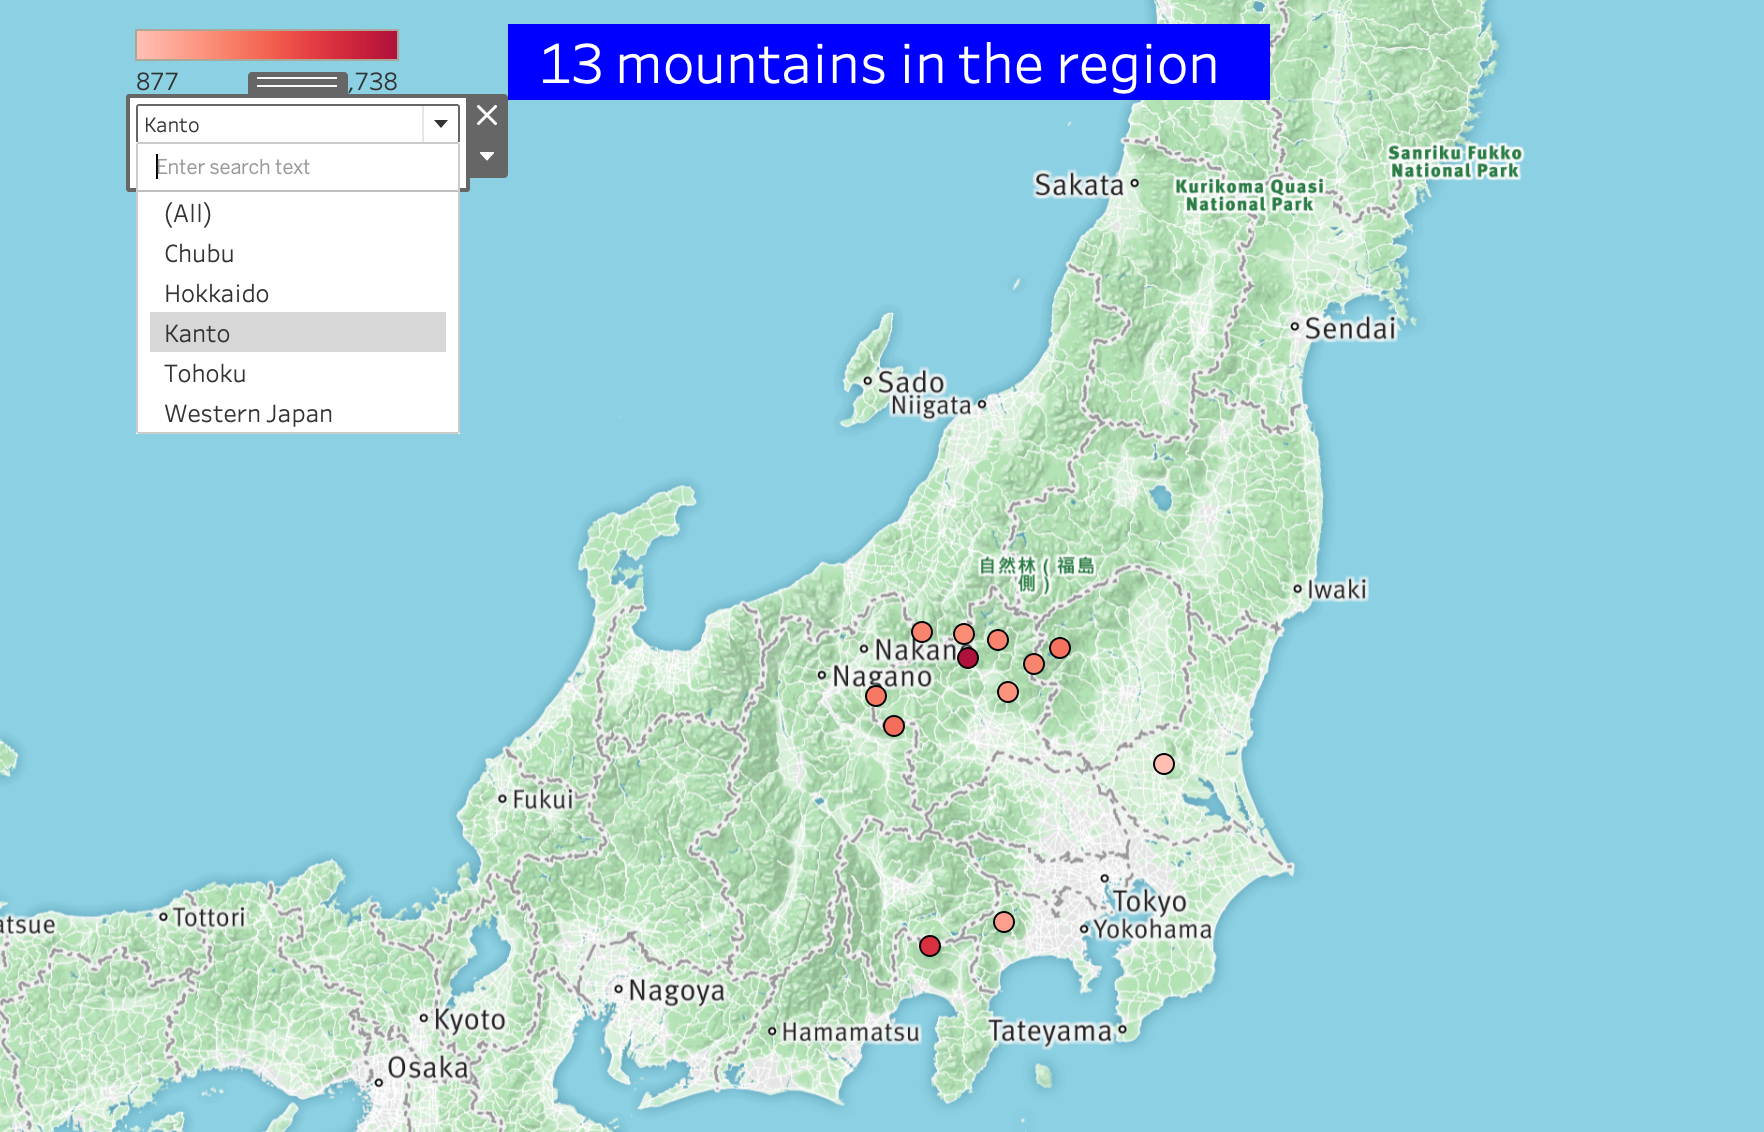 13 mountains in the region
877
,738
Kanto
Enter search text
(All)
Chubu
Hokkaido
Kanto
Tohoku
Western Japan
Sanriku Fukko
National Park
Sakata
Kurikoma Quasi
National Park
Sendai
Sado
Niigata
自然林(福島
側)
Iwaki
Nakan
Nagano
Fukui
Tokyo
Yokohama
Tottori
atsue
Nagoya
Kyoto
Hamamatsu
Tateyama
Osaka